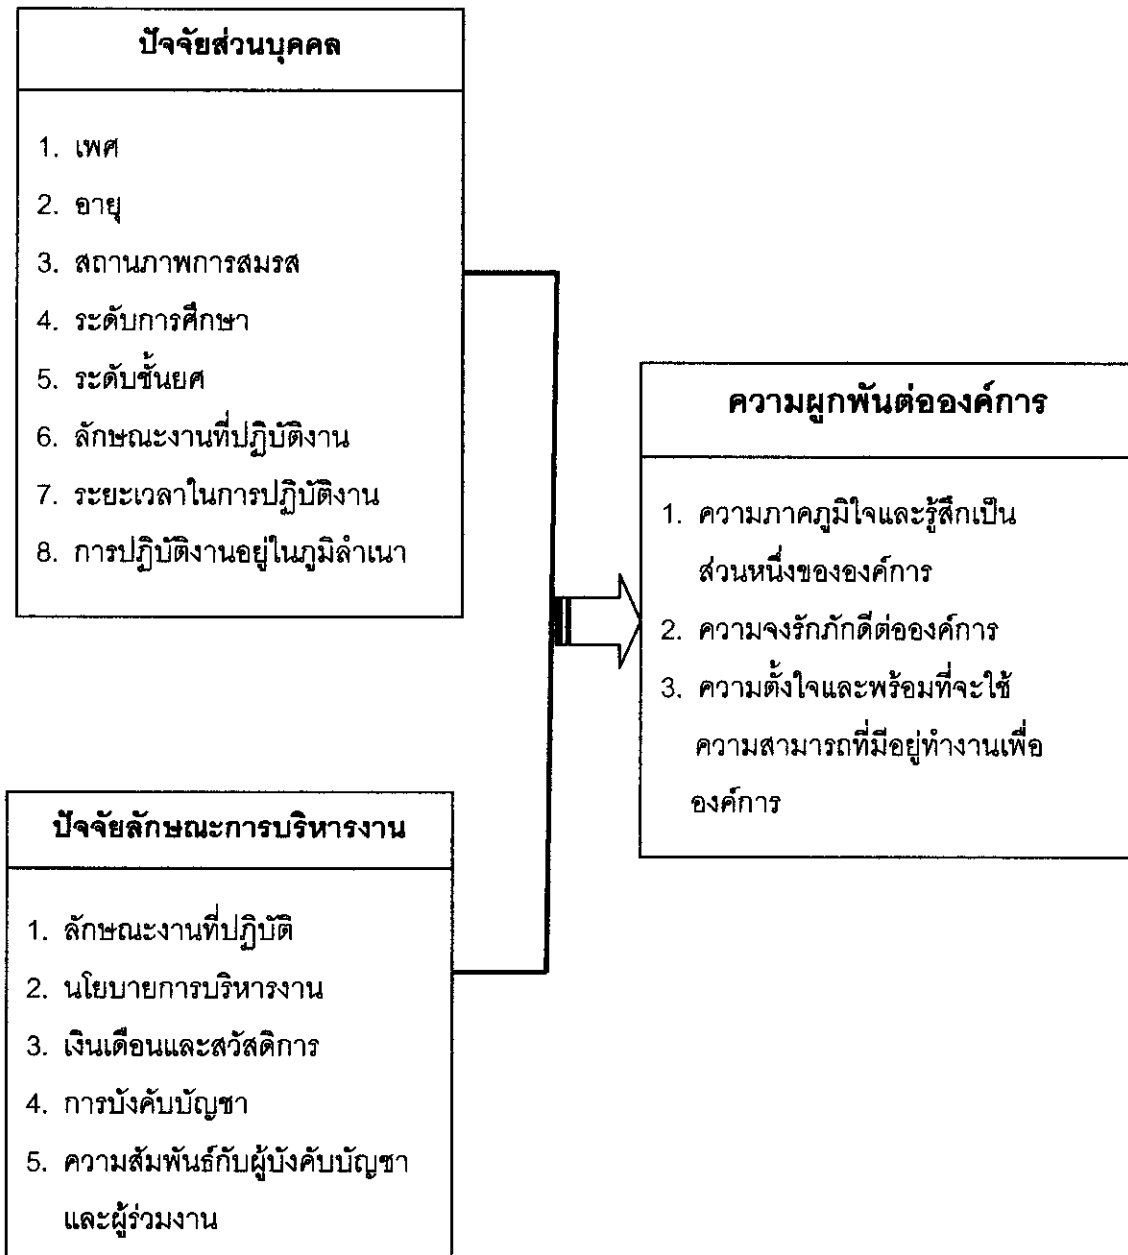 ปัจจัยส่วนบุคคล
1. เพศ
2. อายุ
3. สถานภาพการสมรส
4. ระดับการศึกษา
5. ระดับชั้นยศ
6. ลักษณะงานที่ปฏิบัติงาน
7. ระยะเวลาในการปฏิบัติงาน
8. การปฏิบัติงานอยู่ในภูมิลำเนา
ความผูกพันต่อองค์การ
1. ความภาคภูมิใจและรู้สึกเป็น
ส่วนหนึ่งขององค์การ
2. ความจงรักภักดีต่อองค์การ
3. ความตั้งใจและพร้อมที่จะใช้
ความสามารถที่มีอยู่ทำงานเพื่อ
องค์การ
ปัจจัยลักษณะการบริหารงาน
1. ลักษณะงานที่ปฏิบัติ
2. นโยบายการบริหารงาน
3. เงินเดือนและสวัสดิการ
4. การบังคับบัญชา
5. ความสัมพันธ์กับผู้บังคับบัญชา
และผู้ร่วมงาน